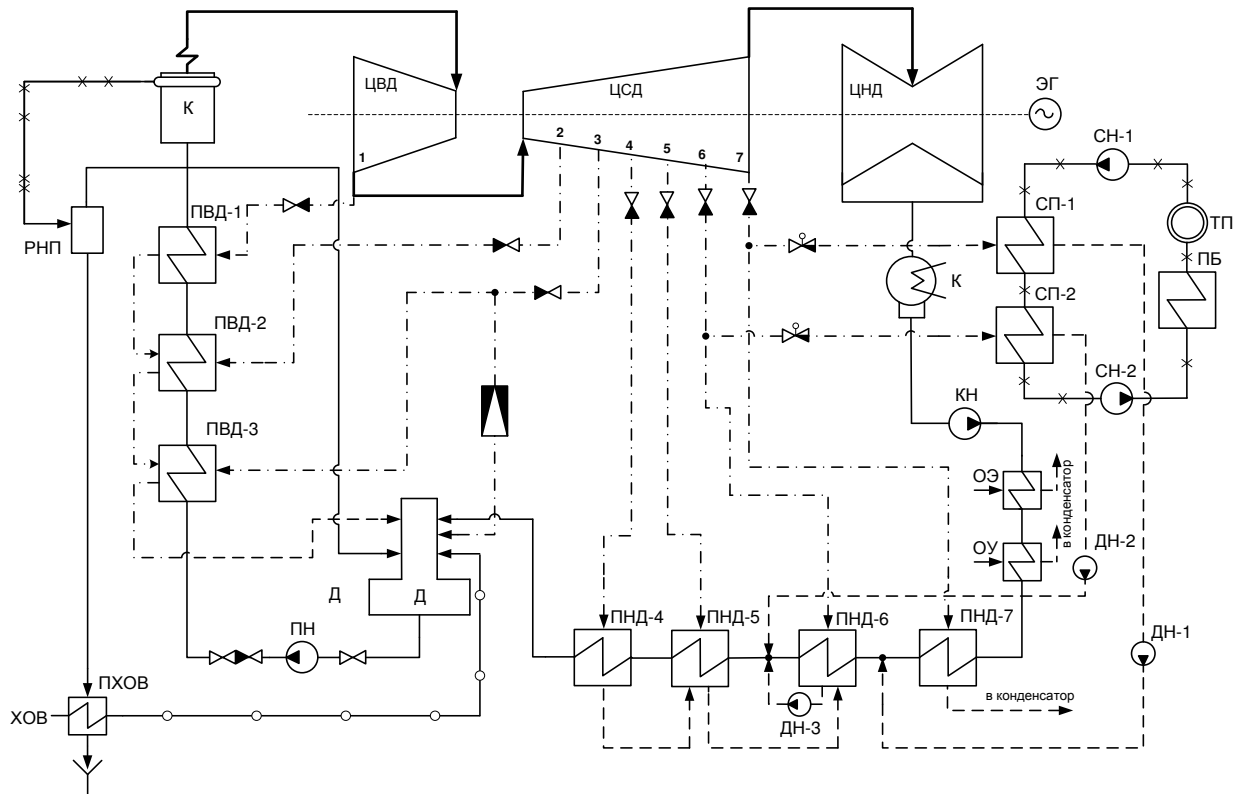 ЦВД
ЦСД
ЦНД
ЭГ
К
1
2
3
4
5
6
7
СН-1
ПВД-1
СП-1
ТП
РНП
ПБ
К
СП-2
ПВД-2
СН-2
КН
ПВД-3
ОЭ
в конденсатор
ОУ
в конденсатор
ДН-2
Д
Д
ПН
ПНД-4
ПНД-5
ПНД-6
ПНД-7
ДН-1
ПХОВ
ХОВ
в конденсатор
ДН-3